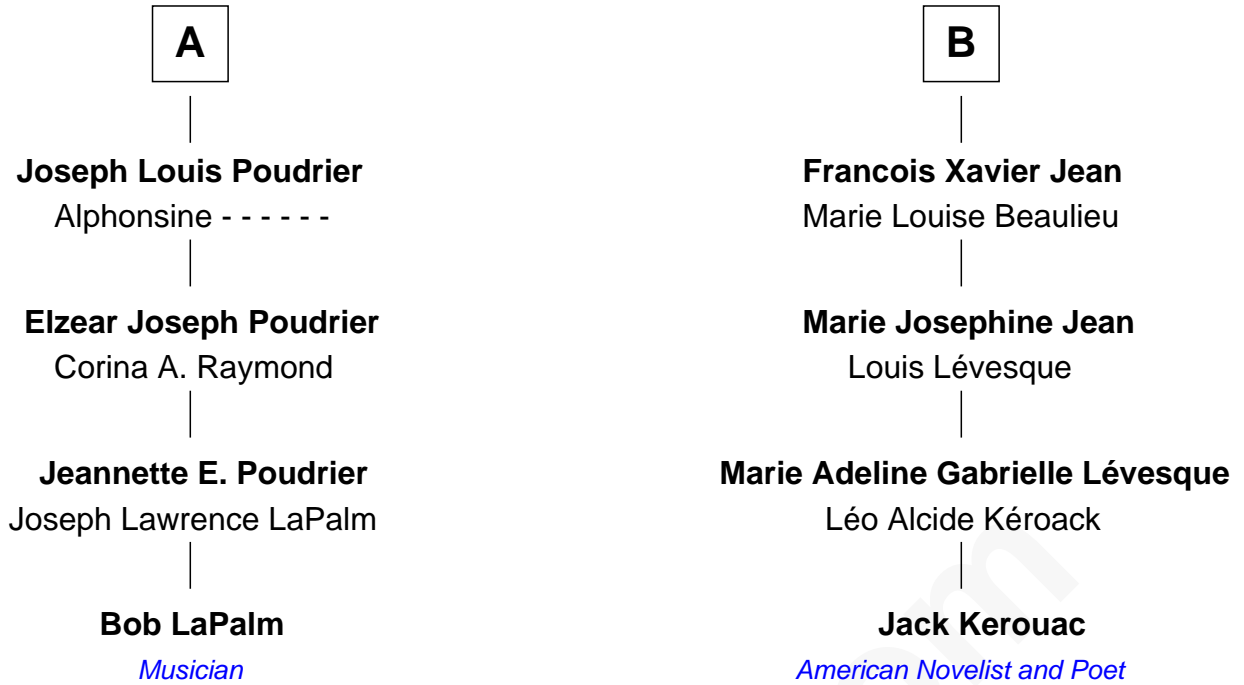 A
B
Joseph Louis Poudrier
Alphonsine - - - - - -
Francois Xavier Jean
Marie Louise Beaulieu
Elzear Joseph Poudrier
Corina A. Raymond
Marie Josephine Jean
Louis Lévesque
Jeannette E. Poudrier
Joseph Lawrence LaPalm
Marie Adeline Gabrielle Lévesque
Léo Alcide Kéroack
Bob LaPalm
Musician
Jack Kerouac
American Novelist and Poet